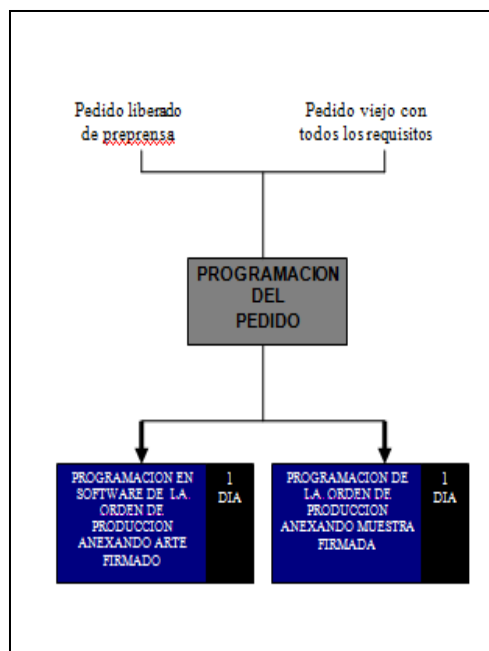 Pedido liberado
de preprensa
Pedido viejo con
todos los requisitos
PROGRAMACION
DEL
PEDIDO
PROGRAMACION EN
SOFTWARE DE LA.
ORDEN DE
PRODUCCION
ANEXANDO ARTE
FIRMADO
1
DIA
PROGRAMACION DE
LA. ORDEN DE
PRODUCCION
ANEXANDO MUESTRA
FIRMADA
1
DIA